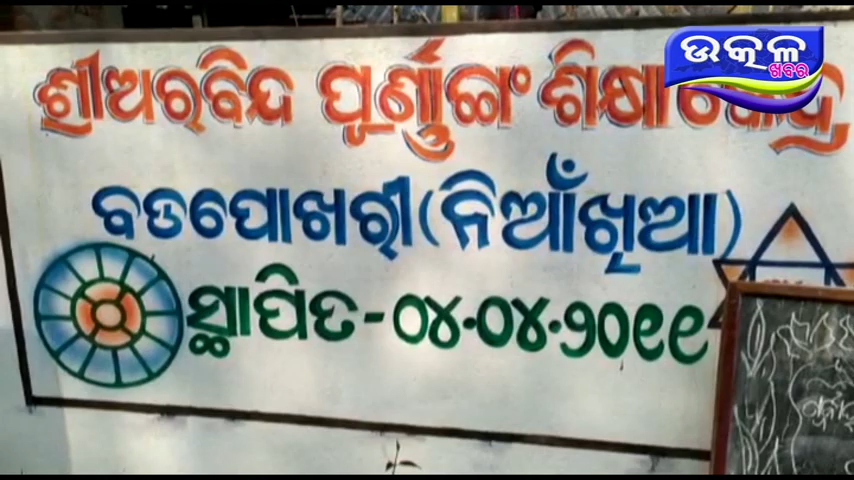 ଉତ୍କଳ
ଖବର
ଶ୍ରୀଅରବିନ୍ଦ ପୂର୍ଣ୍ଣାଙ୍ଗ ଶିକ୍ଷା
ବଡପୋଖରୀ (ନିଆଁଖିଆ)
ସ୍ଥାପିତ-୦୪·୦୪·୨୦୧୧